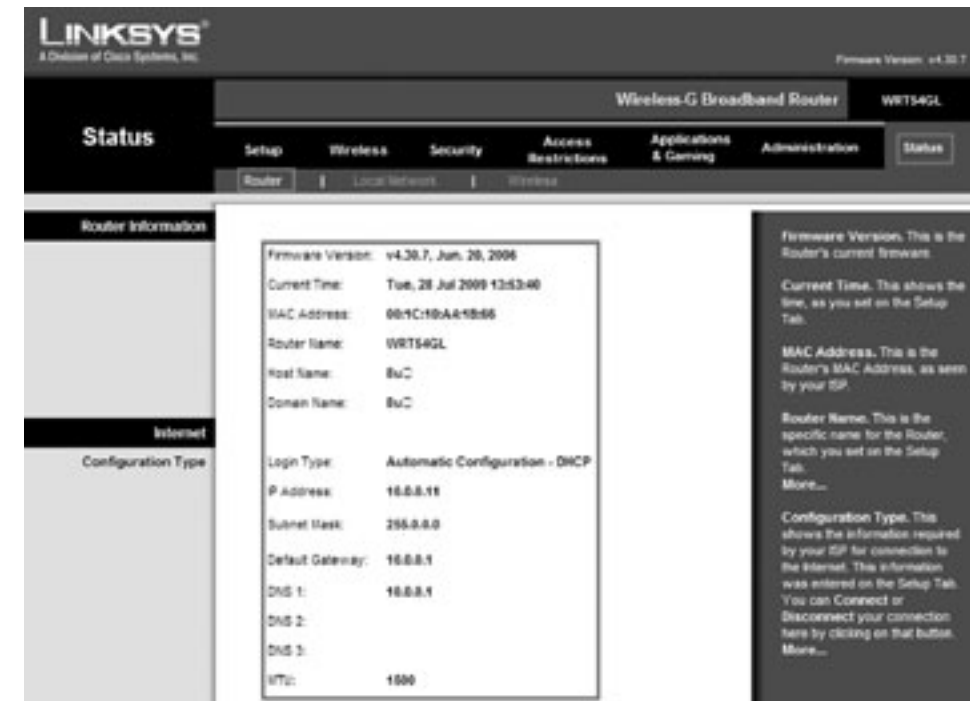 LINKSYS®
A Division of Cisco Systems, Inc.
Firmware Version: v4.30.7
Wireless-G Broadband Router WRT54GL
Status
Setup Wireless Security Access Restrictions Applications & Gaming Administration Status
Router | Local Network | Wireless
Router Information
Firmware Version: v4.30.7, Jun. 20, 2006
Current Time: Tue, 28 Jul 2009 13:53:40
MAC Address:
Router Name: WRT54GL
Host Name:
Domain Name:
Internet
Configuration Type
Login Type: Automatic Configuration - DHCP
IP Address: 10.0.0.11
Subnet Mask: 255.0.0.0
Default Gateway: 10.0.0.1
DNS 1: 10.0.0.1
DNS 2:
DNS 3:
MTU: 1500
Firmware Version. This is the
Router's current firmware.
Current Time. This shows the
time, as you set on the Setup
Tab.
MAC Address. This is the
Router's MAC Address, as seen
by your ISP.
Router Name. This is the
specific name for the Router,
which you set on the Setup
Tab.
More...
Configuration Type. This
shows the information required
by your ISP for connection to
the Internet. This information
was entered on the Setup Tab.
You can Connect or
Disconnect your connection
here by clicking on that button.
More...